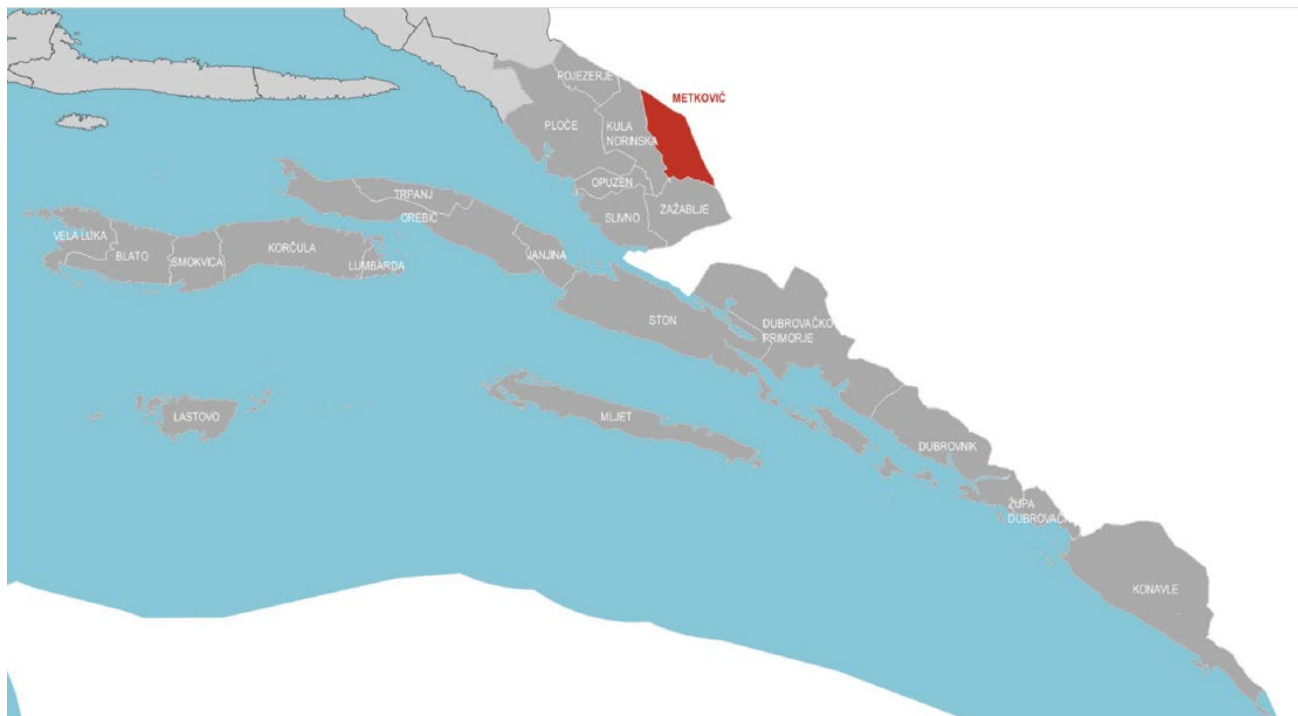 POJEZERJE
METKOVIĆ
PLOČE
KULA
NORINSKA
OPUZEN
TRPANJ
SLIVNO
ZAŽABLJE
OREBIĆ
VELA LUKA
BLATO
SMOKVICA
KORČULA
LUMBARDA
JANJINA
STON
DUBROVAČKO
PRIMORJE
LASTOVO
MLJET
DUBROVNIK
ŽUPA
DUBROVAČK
KONAVLE